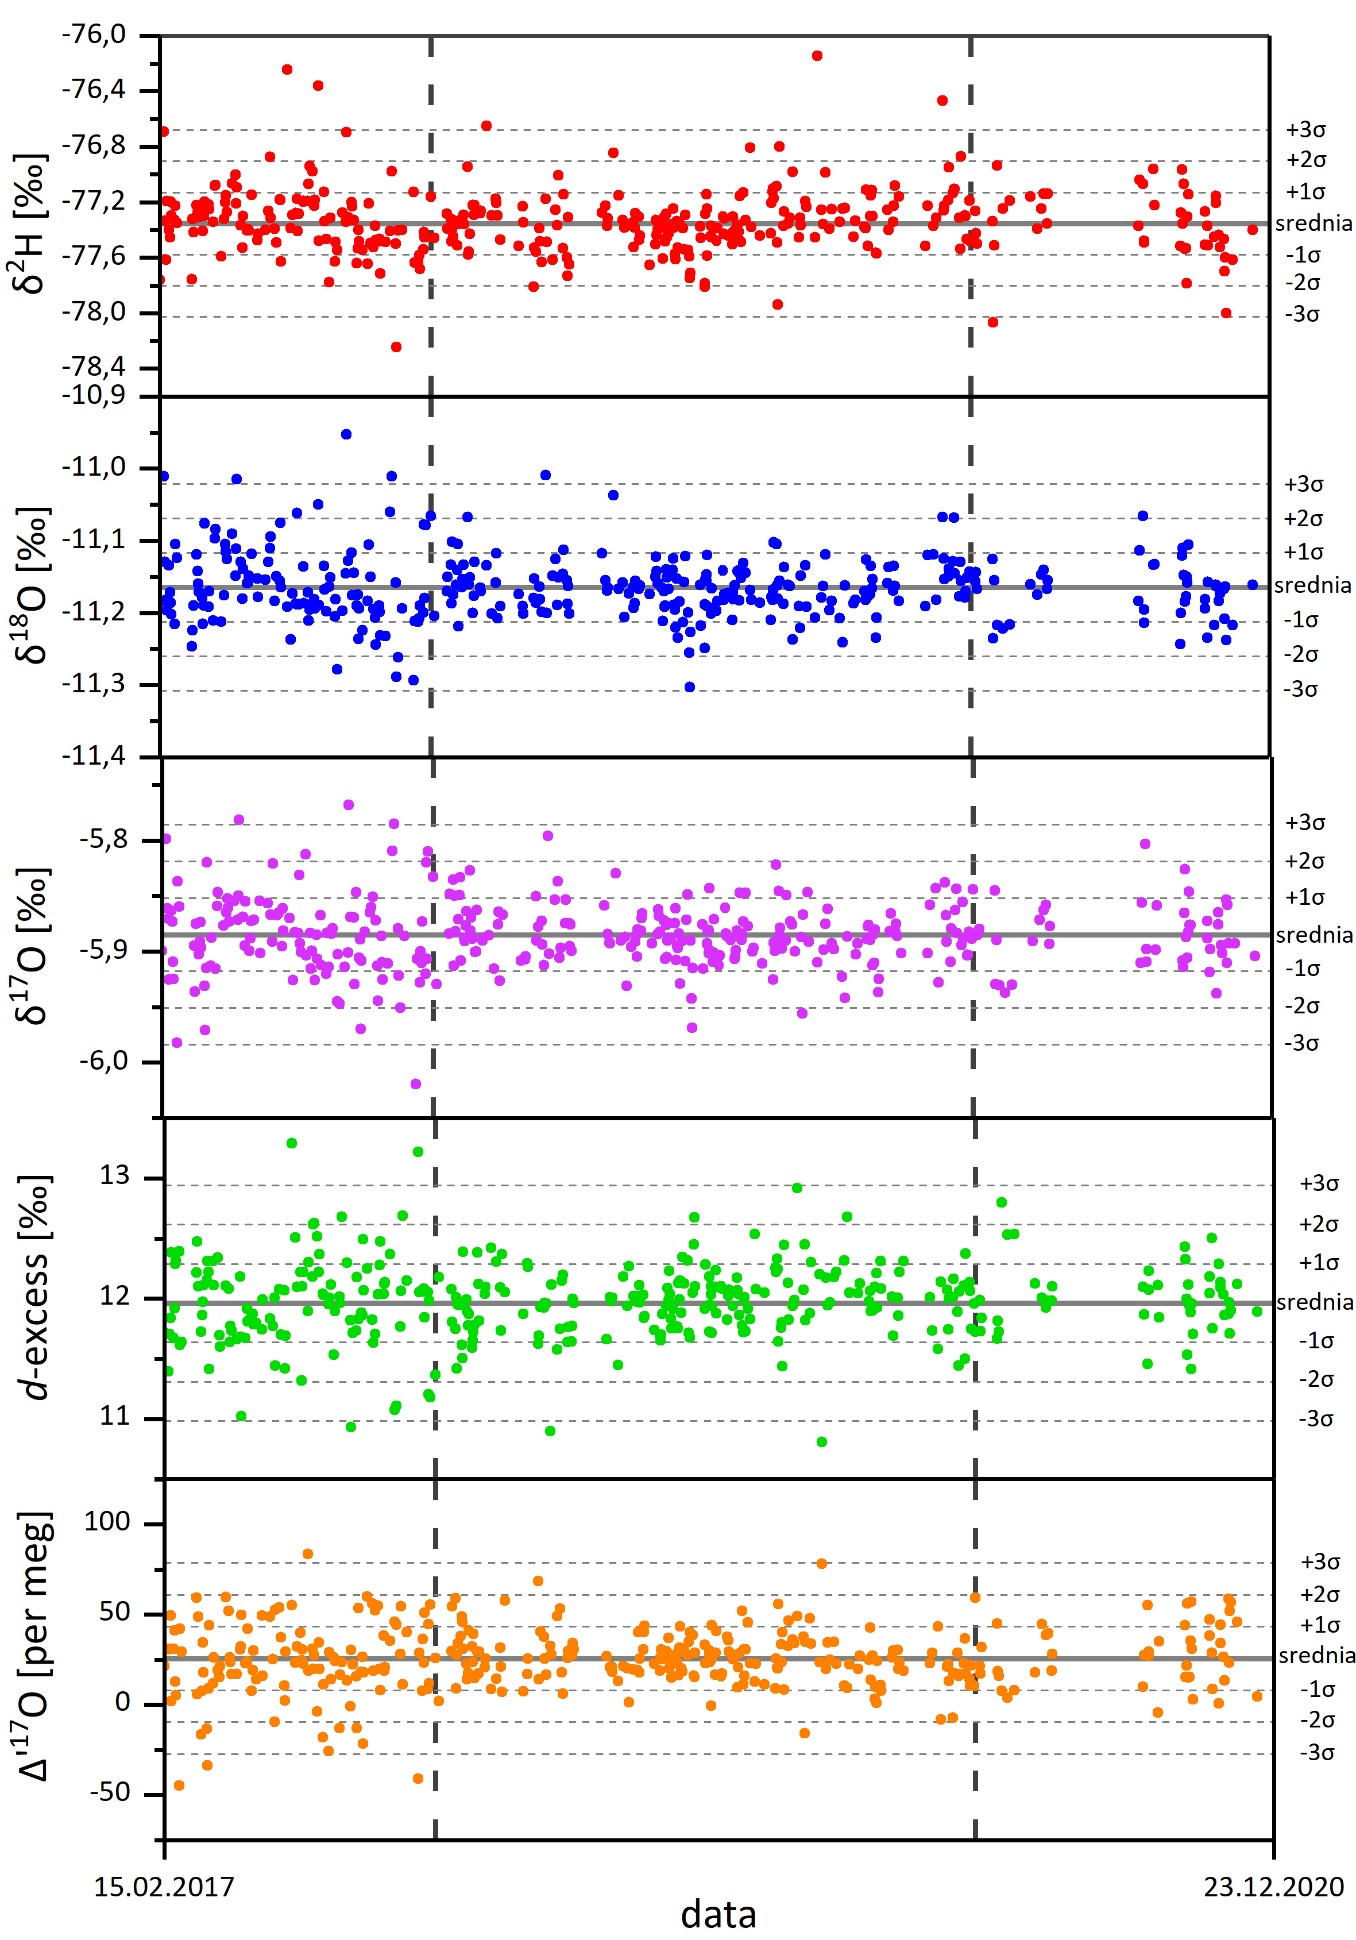 -76,0
-76,4
-76,8
-77,2
-77,6
-78,0
-78,4
δ²H [‰]
+3σ
+2σ
+1σ
srednia
-1σ
-2σ
-3σ
-10,9
-11,0
-11,1
-11,2
-11,3
-11,4
δ¹⁸O [‰]
+3σ
+2σ
+1σ
srednia
-1σ
-2σ
-3σ
-5,8
-5,9
-6,0
δ¹⁷O [‰]
+3σ
+2σ
+1σ
srednia
-1σ
-2σ
-3σ
13
12
11
d-excess [‰]
+3σ
+2σ
+1σ
srednia
-1σ
-2σ
-3σ
100
50
0
-50
Δ'¹⁷O [per meg]
+3σ
+2σ
+1σ
srednia
-1σ
-2σ
-3σ
15.02.2017
23.12.2020
data